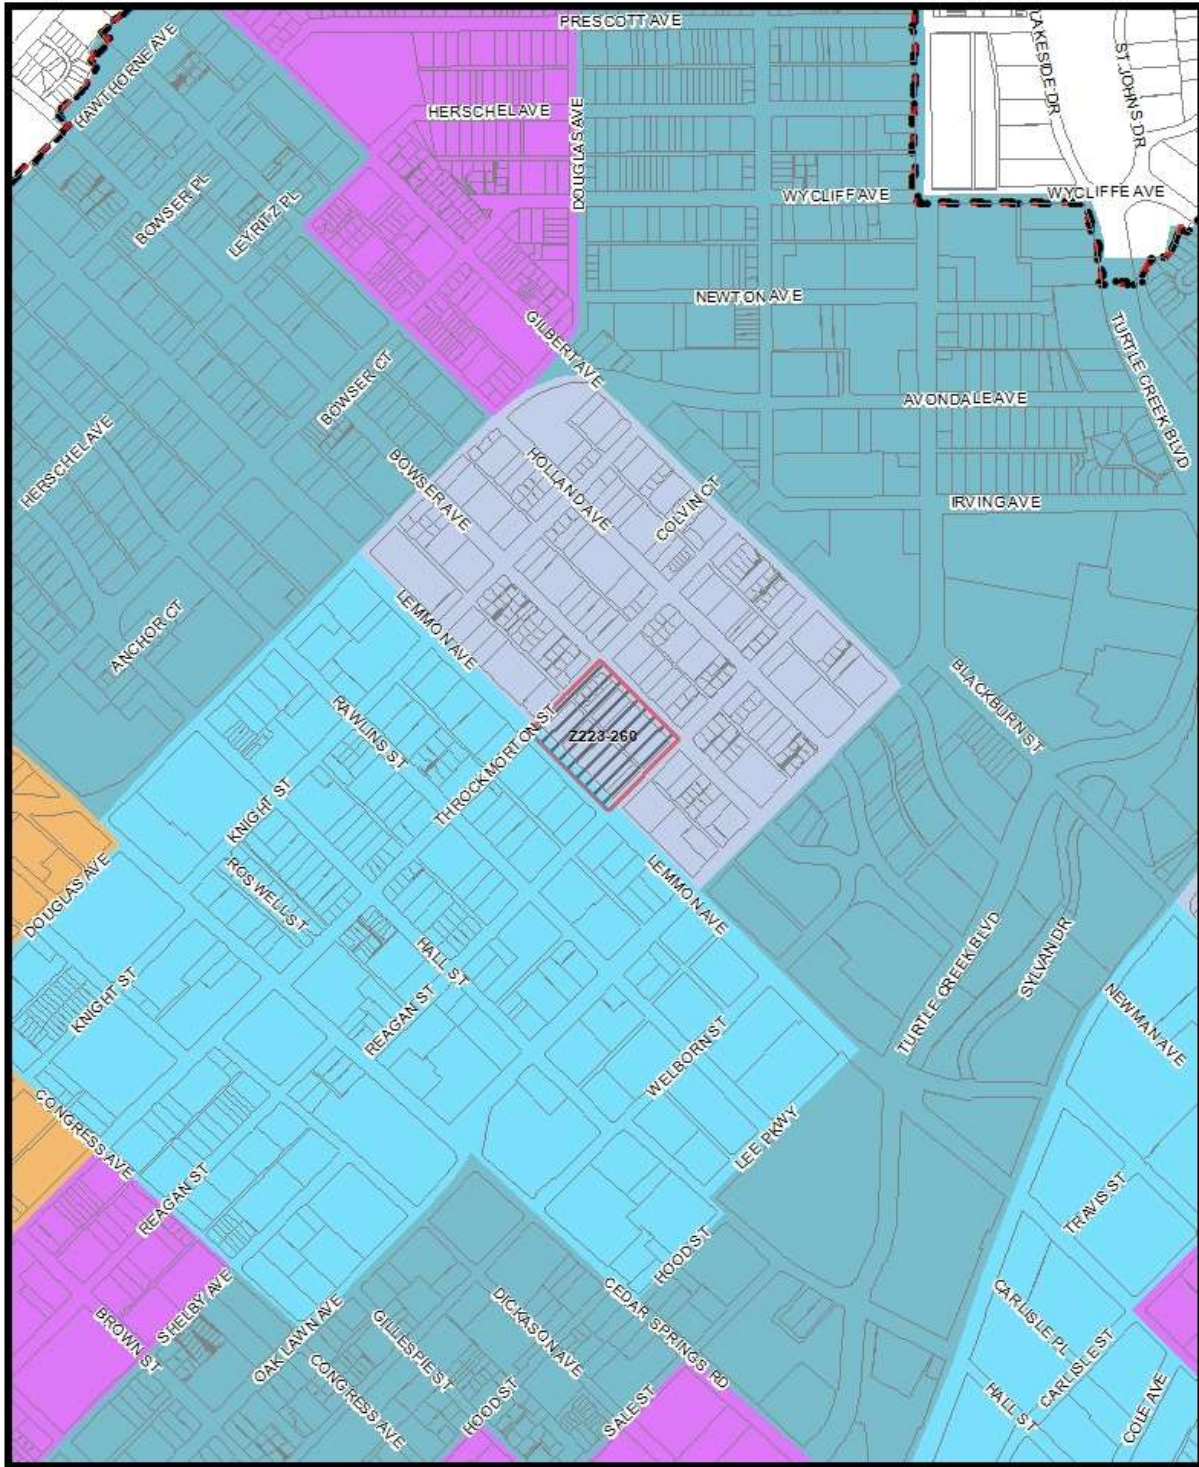 PRESCOTT AVE
HAWTHORNE AVE
LAKESIDE DR
ST JOHNS DR
HERSCHEL AVE
DOUGLAS AVE
BOWSER PL
LEYRITZ PL
WYCLIFF AVE
WYCLIFFE AVE
NEWTON AVE
GILBERT AVE
TURTLE CREEK BLVD
BOWSER CT
AVONDALE AVE
HERSCHEL AVE
BOWSER AVE
HOLLAND AVE
COLVIN CT
IRVING AVE
ANCHOR CT
LEMMON AVE
RAWLINS ST
THROCKMORTON ST
Z223-260
BLACKBURN ST
KNIGHT ST
DOUGLAS AVE
ROSWELL ST
LEMMON AVE
HALL ST
TURTLE CREEK BLVD
SYLVAN DR
KNIGHT ST
REAGAN ST
NEWMAN AVE
WELBORN ST
CONGRESS AVE
LEE PKWY
REAGAN ST
TRAVIS ST
HOOD ST
SHELBY AVE
BROWN ST
OAK LAWN AVE
GILLESPIE ST
DICKASON AVE
CEDAR SPRINGS RD
CARLISLE PL
CARLISLE ST
CONGRESS AVE
HOOD ST
SALE ST
HALL ST
COLE AVE